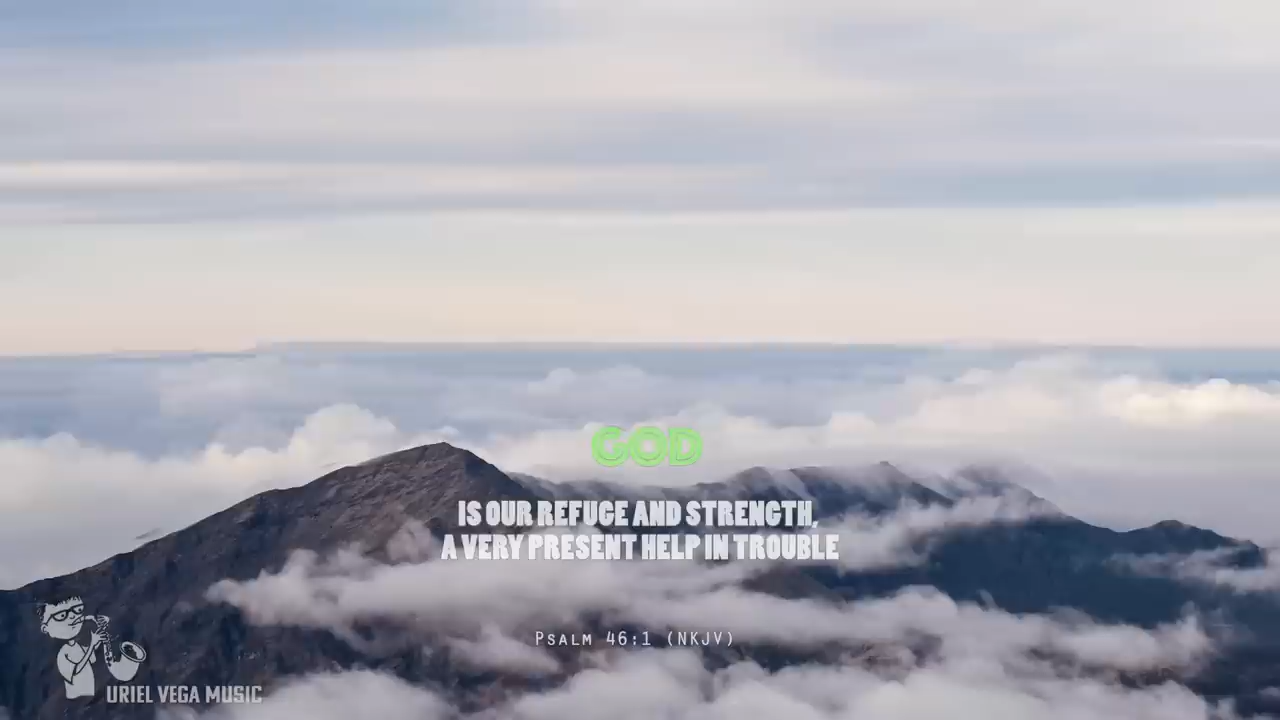 GOD
IS OUR REFUGE AND STRENGTH,
A VERY PRESENT HELP IN TROUBLE
Psalm 46:1 (NKJV)
URIEL VEGA MUSIC